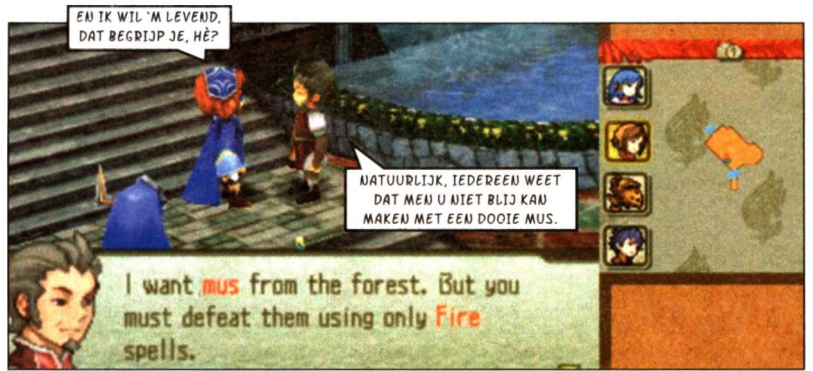 EN IK WIL 'M LEVEND,
DAT BEGRIJP JE, HÈ?
NATUURLIJK, IEDEREEN WEET
DAT MEN U NIET BLIJ KAN
MAKEN MET EEN DOOIE MUS.
I want mus from the forest. But you
must defeat them using only Fire
spells.